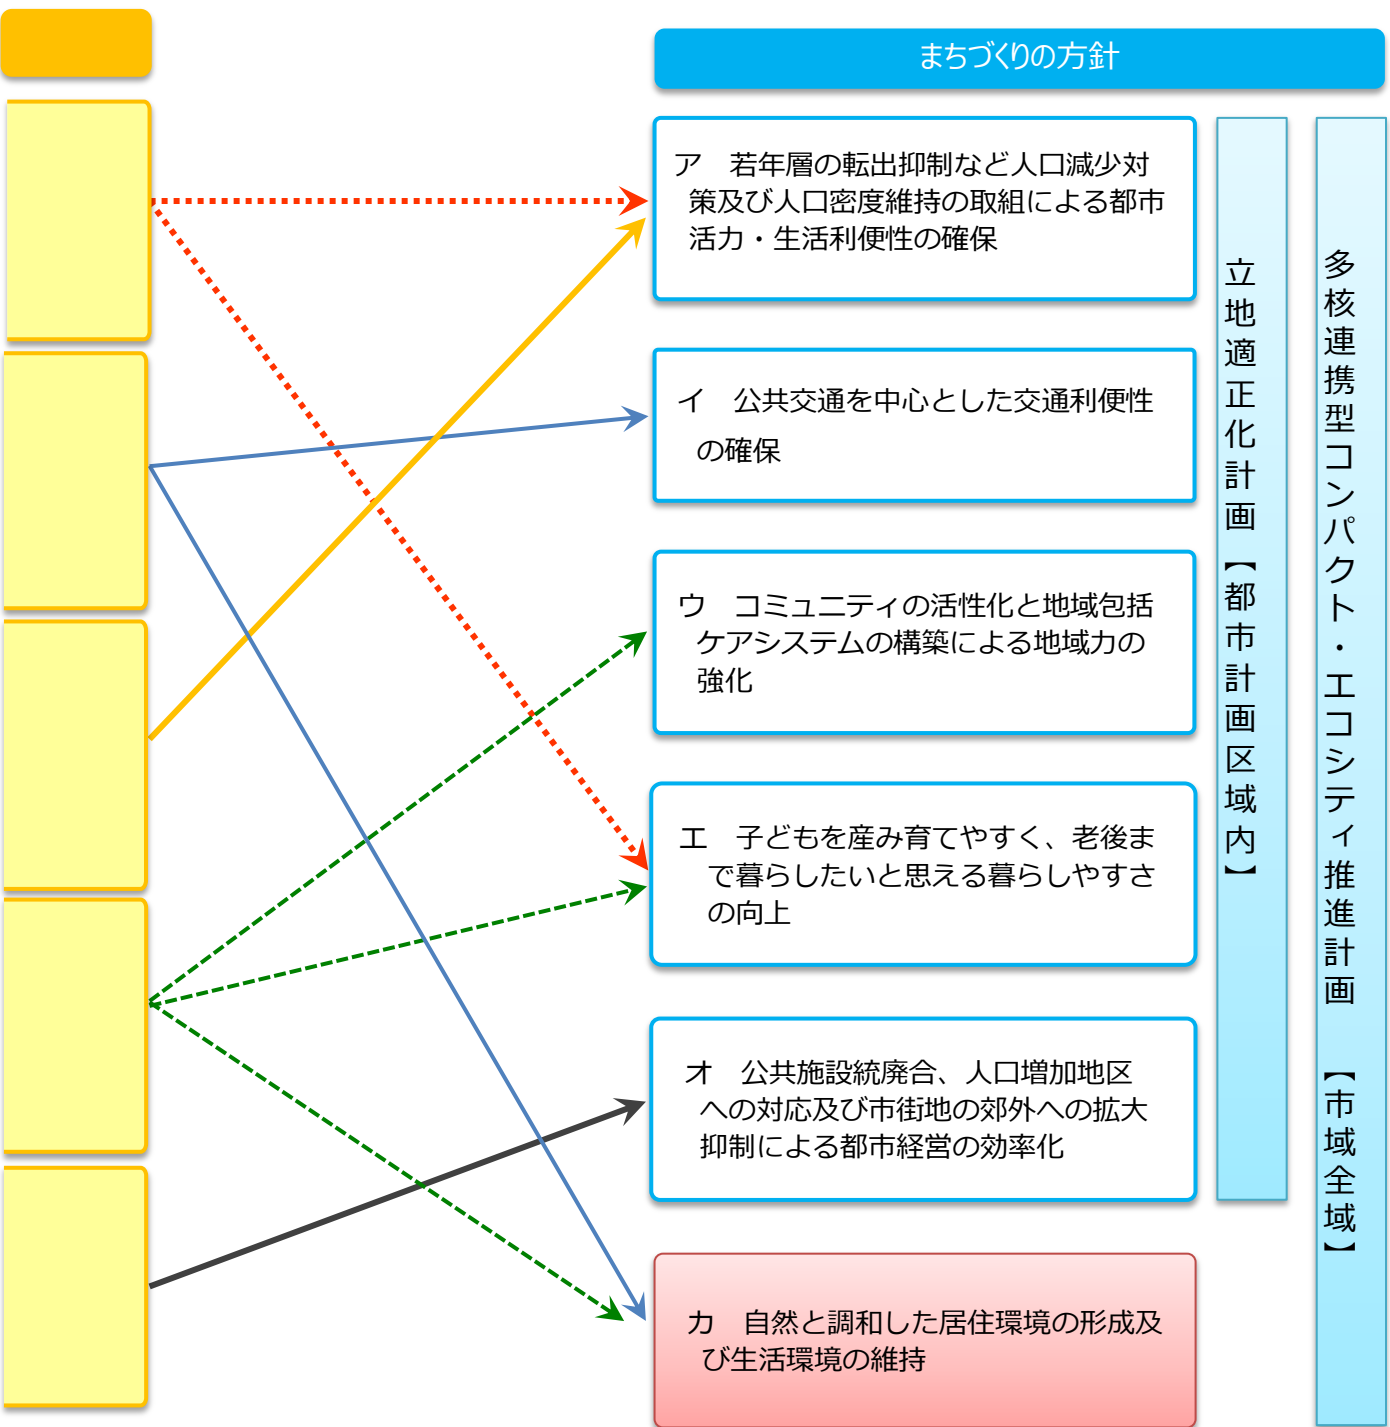 まちづくりの方針
ア　若年層の転出抑制など人口減少対
策及び人口密度維持の取組による都市
活力・生活利便性の確保
イ　公共交通を中心とした交通利便性
の確保
ウ　コミュニティの活性化と地域包括
ケアシステムの構築による地域力の
強化
エ　子どもを産み育てやすく、老後ま
で暮らしたいと思える暮らしやすさ
の向上
オ　公共施設統廃合、人口増加地区
への対応及び市街地の郊外への拡大
抑制による都市経営の効率化
カ　自然と調和した居住環境の形成及
び生活環境の維持
立地適正化計画【都市計画区域内】
多核連携型コンパクト・エコシティ推進計画　【市域全域】